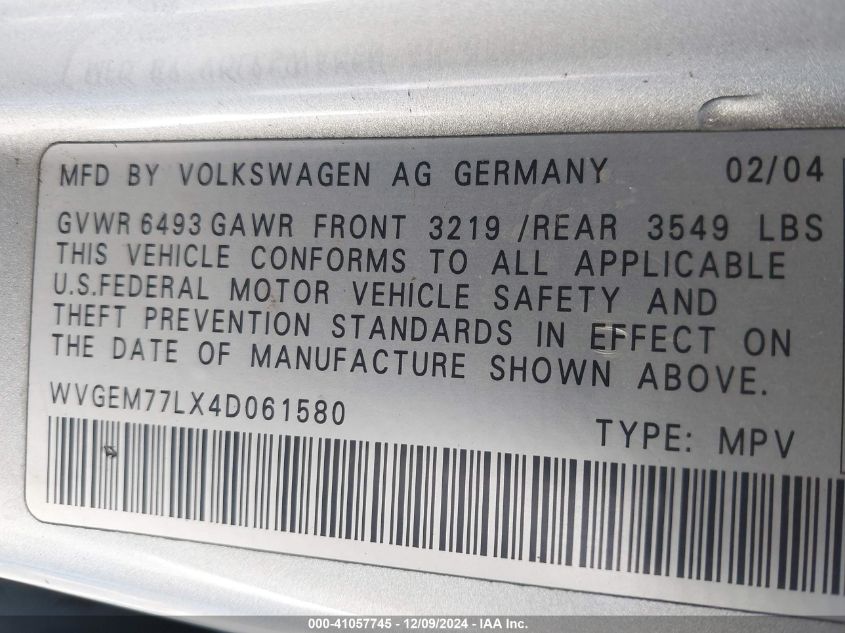 MFD BY VOLKSWAGEN AG GERMANY 02/04
GVWR 6493 GAWR FRONT 3219 /REAR 3549 LBS
THIS VEHICLE CONFORMS TO ALL APPLICABLE
U.S.FEDERAL MOTOR VEHICLE SAFETY AND
THEFT PREVENTION STANDARDS IN EFFECT ON
THE DATE OF MANUFACTURE SHOWN ABOVE.
WVGEM77LX4D061580
TYPE: MPV
000-41057745 - 12/09/2024 - IAA Inc.